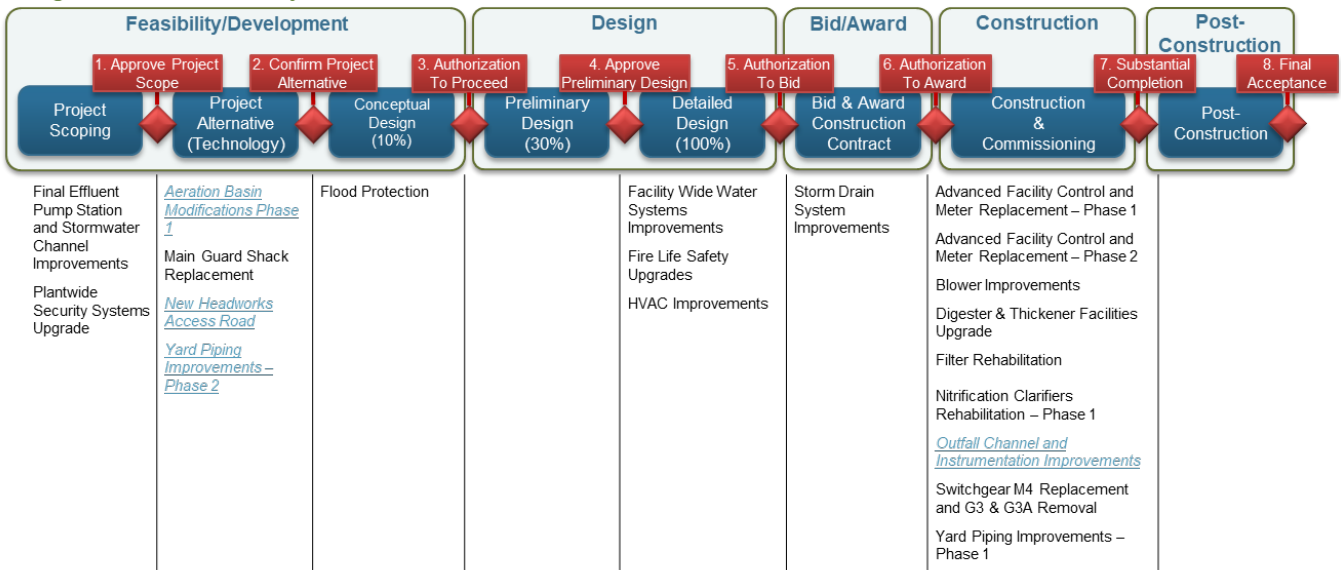 Feasibility/Development
Design
Bid/Award
Construction
Post-
Construction
1. Approve Project
Scope
2. Confirm Project
Alternative
3. Authorization
To Proceed
4. Approve
Preliminary Design
5. Authorization
To Bid
6. Authorization
To Award
7. Substantial
Completion
8. Final
Acceptance
Project
Scoping
Project
Alternative
(Technology)
Conceptual
Design
(10%)
Preliminary
Design
(30%)
Detailed
Design
(100%)
Bid & Award
Construction
Contract
Construction
&
Commissioning
Post-
Construction
Final Effluent
Pump Station
and Stormwater
Channel
Improvements
Plantwide
Security Systems
Upgrade
Aeration Basin
Modifications Phase
1
Main Guard Shack
Replacement
New Headworks
Access Road
Yard Piping
Improvements –
Phase 2
Flood Protection
Facility Wide Water
Systems
Improvements
Fire Life Safety
Upgrades
HVAC Improvements
Storm Drain
System
Improvements
Advanced Facility Control and
Meter Replacement – Phase 1
Advanced Facility Control and
Meter Replacement – Phase 2
Blower Improvements
Digester & Thickener Facilities
Upgrade
Filter Rehabilitation
Nitrification Clarifiers
Rehabilitation – Phase 1
Outfall Channel and
Instrumentation Improvements
Switchgear M4 Replacement
and G3 & G3A Removal
Yard Piping Improvements –
Phase 1